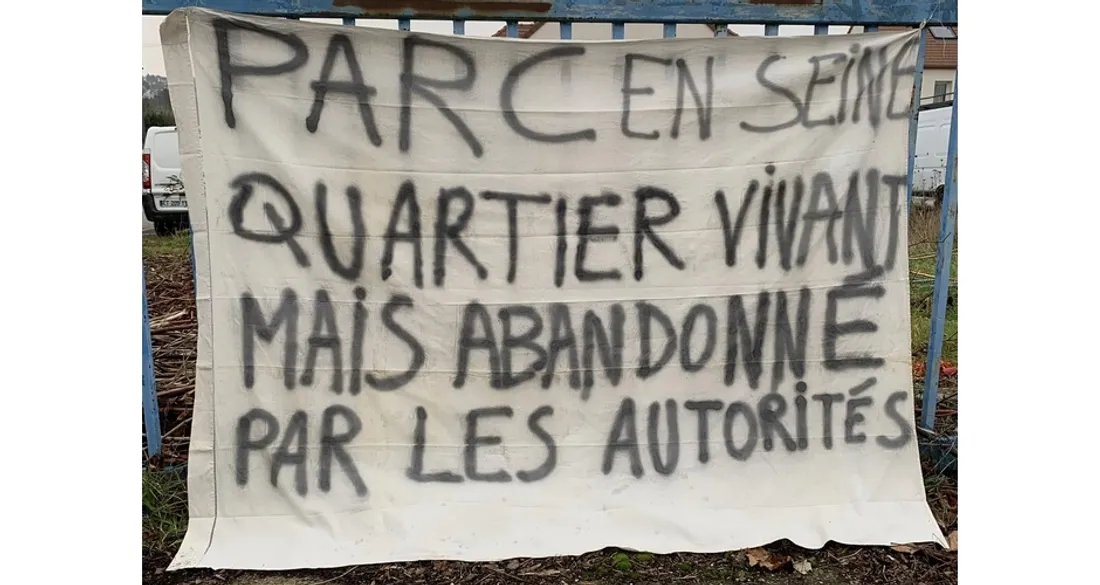 PARC EN SEINE
QUARTIER VIVANT
MAIS ABANDONNÉ
PAR LES AUTORITÉS